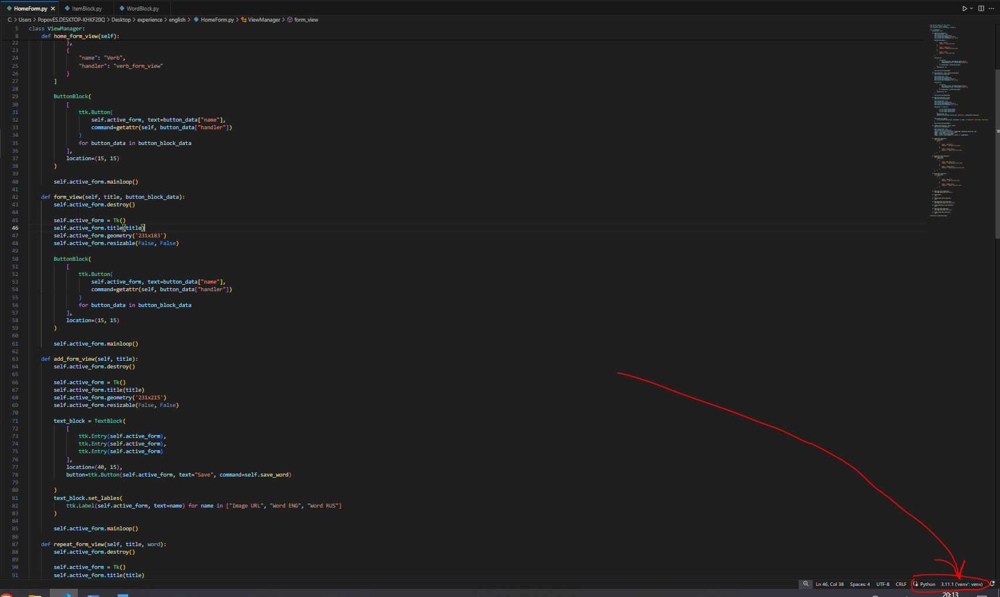 HomeForm.py ItemBlock.py WordBlock.py
C: > Users > PopovES.DESKTOP-KHKF20Q > Desktop > experience > english > HomeForm.py > ViewManager > form_view
5 class ViewManager:
8 def home_form_view(self):
22 },
23 {
24 "name": "Verb",
25 "handler": "verb_form_view"
26 }
27 ]
28
29 ButtonBlock(
30 [
31 ttk.Button(
32 self.active_form, text=button_data["name"],
33 command=getattr(self, button_data["handler"])
34 )
35 for button_data in button_block_data
36 ],
37 location=(15, 15)
38 )
39
40 self.active_form.mainloop()
41
42 def form_view(self, title, button_block_data):
43 self.active_form.destroy()
44
45 self.active_form = Tk()
46 self.active_form.title(title)
47 self.active_form.geometry('231x183')
48 self.active_form.resizable(False, False)
49
50 ButtonBlock(
51 [
52 ttk.Button(
53 self.active_form, text=button_data["name"],
54 command=getattr(self, button_data["handler"])
55 )
56 for button_data in button_block_data
57 ],
58 location=(15, 15)
59 )
60
61 self.active_form.mainloop()
62
63 def add_form_view(self, title):
64 self.active_form.destroy()
65
66 self.active_form = Tk()
67 self.active_form.title(title)
68 self.active_form.geometry('231x215')
69 self.active_form.resizable(False, False)
70
71 text_block = TextBlock(
72 [
73 ttk.Entry(self.active_form),
74 ttk.Entry(self.active_form),
75 ttk.Entry(self.active_form)
76 ],
77 location=(40, 15),
78 button=ttk.Button(self.active_form, text="Save", command=self.save_word)
79
80 )
81 text_block.set_lables(
82 ttk.Label(self.active_form, text=name) for name in ["Image URL", "Word ENG", "Word RUS"]
83 )
84
85 self.active_form.mainloop()
86
87 def repeat_form_view(self, title, word):
88 self.active_form.destroy()
89
90 self.active_form = Tk()
91 self.active_form.title(title)
Ln 46, Col 38 Spaces: 4 UTF-8 CRLF Python 3.11.1 ('venv': venv)
20:13